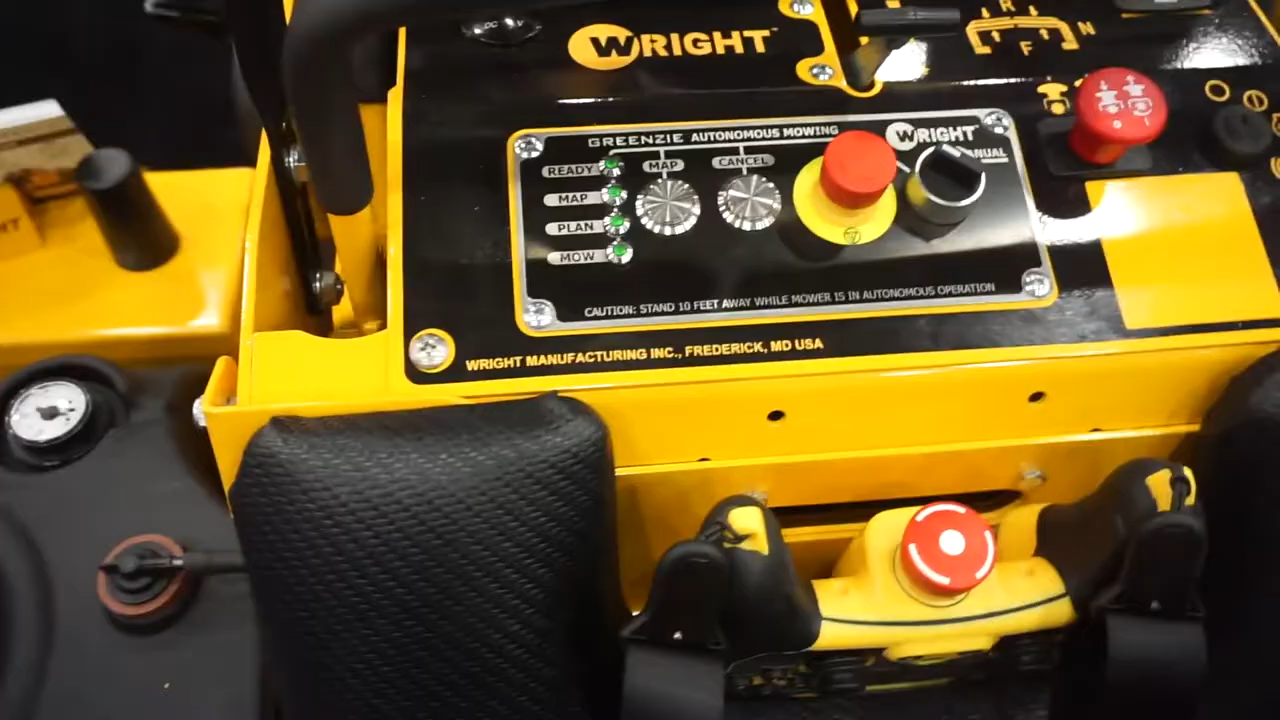 DC V
WRIGHT
R
N
F
GREENZIE AUTONOMOUS MOWING
WRIGHT
READY
MAP
CANCEL
MAP
PLAN
MOW
CAUTION: STAND 10 FEET AWAY WHILE MOWER IS IN AUTONOMOUS OPERATION
WRIGHT MANUFACTURING INC., FREDERICK, MD USA